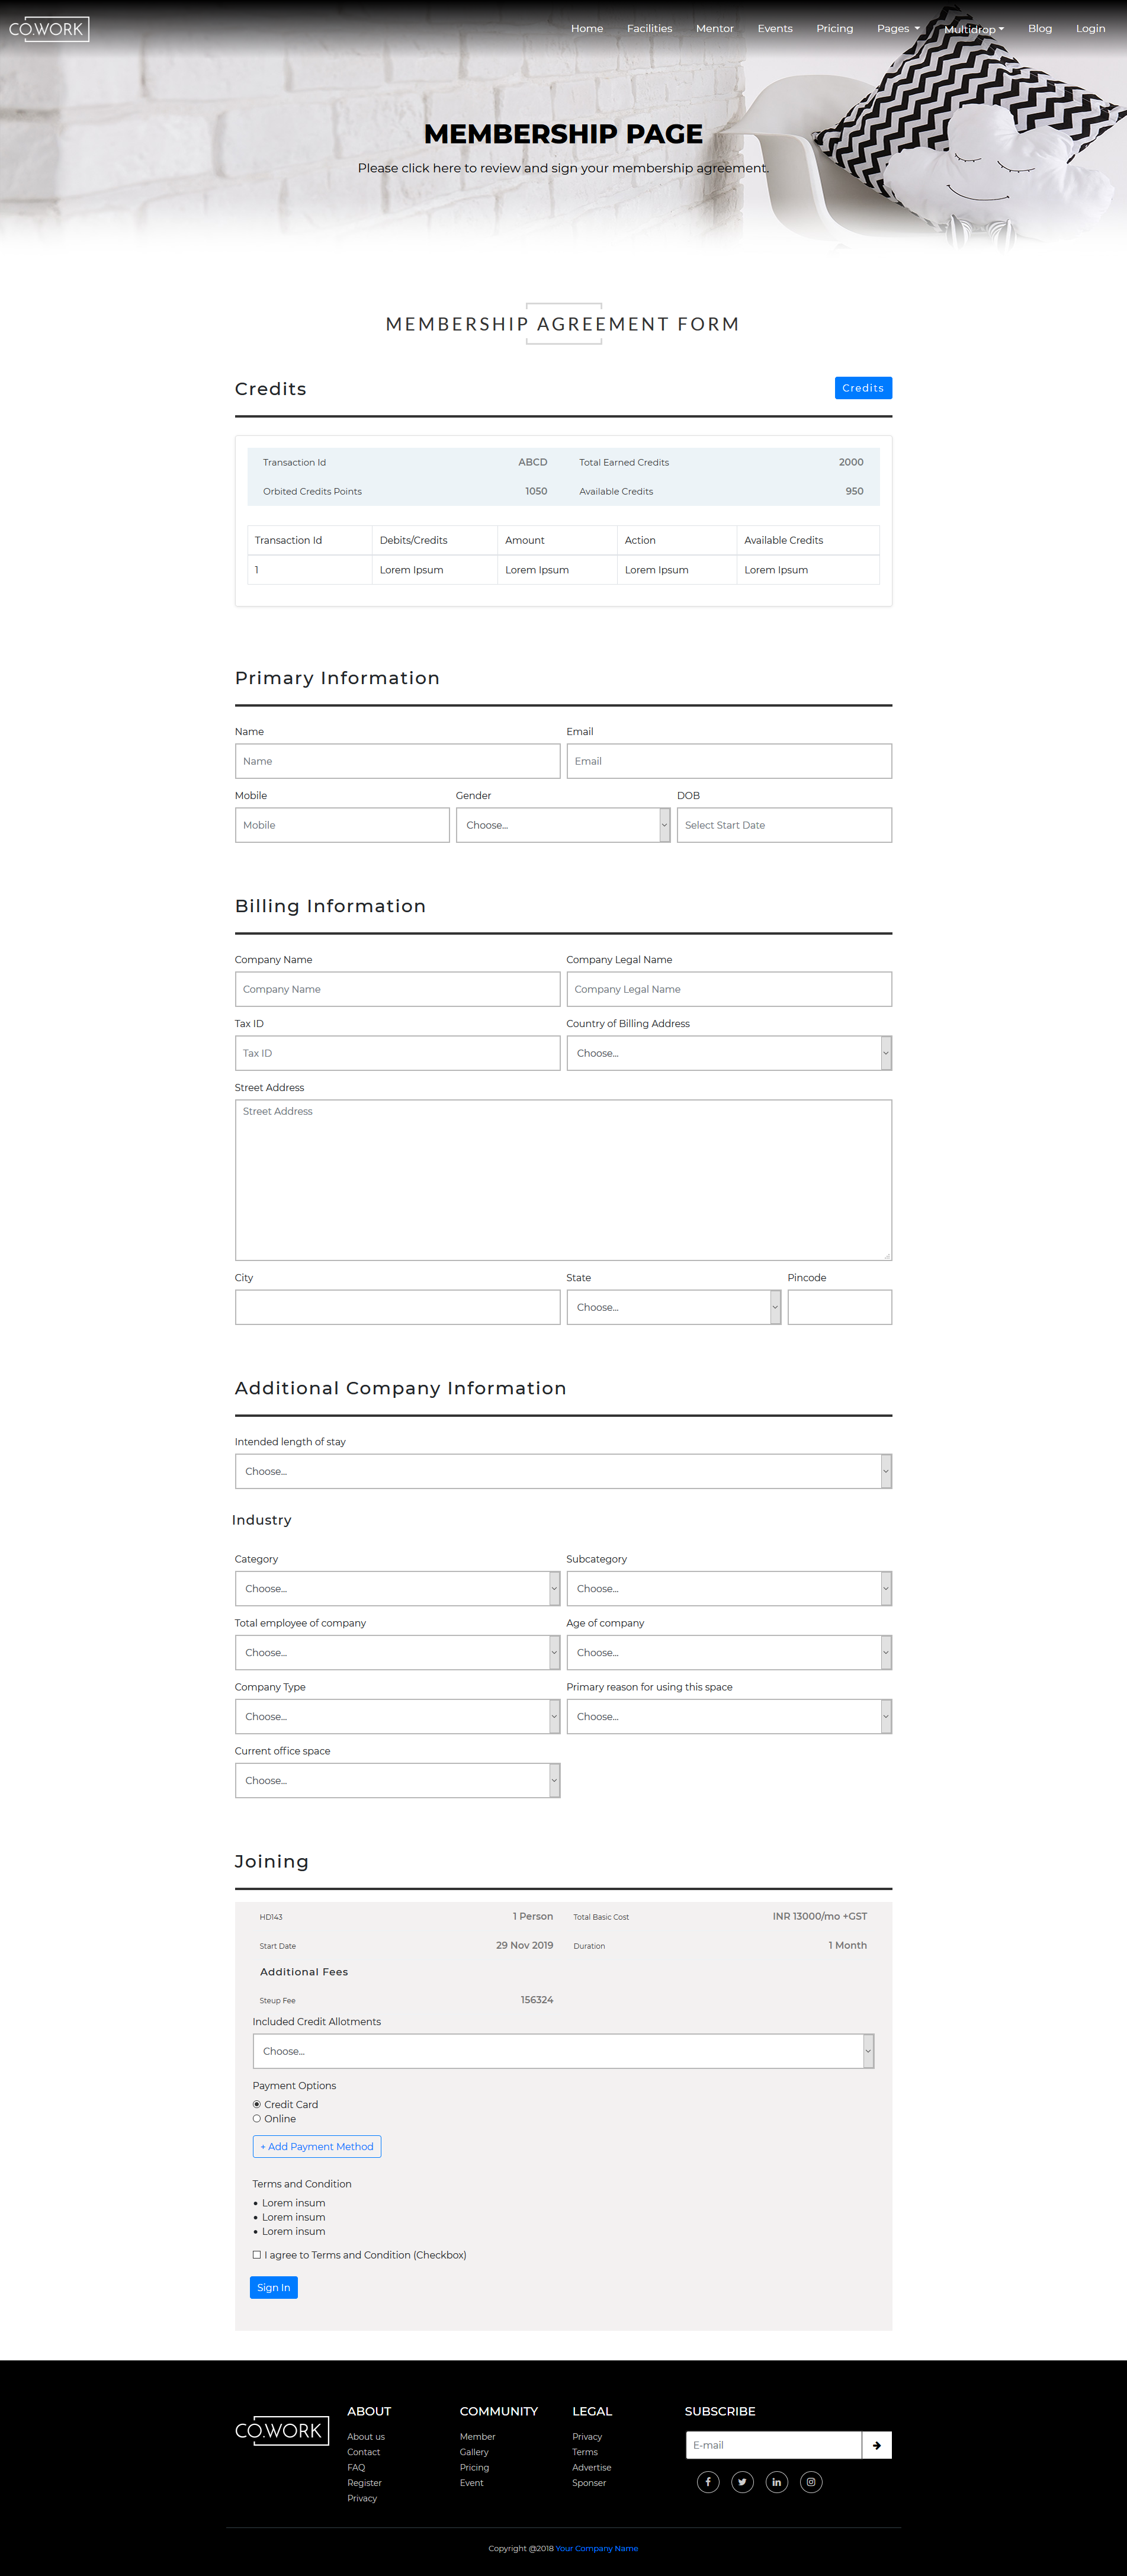 CO.WORK
Home Facilities Mentor Events Pricing Pages Multidrop Blog Login
MEMBERSHIP PAGE
Please click here to review and sign your membership agreement.
MEMBERSHIP AGREEMENT FORM
Credits Credits
Transaction Id ABCD Total Earned Credits 2000
Orbited Credits Points 1050 Available Credits 950
Transaction Id Debits/Credits Amount Action Available Credits
1 Lorem Ipsum Lorem Ipsum Lorem Ipsum Lorem Ipsum
Primary Information
Name Email
Name Email
Mobile Gender DOB
Mobile Choose... Select Start Date
Billing Information
Company Name Company Legal Name
Company Name Company Legal Name
Tax ID Country of Billing Address
Tax ID Choose...
Street Address
Street Address
City State Pincode
Choose...
Additional Company Information
Intended length of stay
Choose...
Industry
Category Subcategory
Choose... Choose...
Total employee of company Age of company
Choose... Choose...
Company Type Primary reason for using this space
Choose... Choose...
Current office space
Choose...
Joining
HD143 1 Person Total Basic Cost INR 13000/mo +GST
Start Date 29 Nov 2019 Duration 1 Month
Additional Fees
Steup Fee 156324
Included Credit Allotments
Choose...
Payment Options
Credit Card
Online
+ Add Payment Method
Terms and Condition
• Lorem insum
• Lorem insum
• Lorem insum
I agree to Terms and Condition (Checkbox)
Sign In
CO.WORK
ABOUT
About us
Contact
FAQ
Register
Privacy
COMMUNITY
Member
Gallery
Pricing
Event
LEGAL
Privacy
Terms
Advertise
Sponser
SUBSCRIBE
E-mail
Copyright @2018 Your Company Name